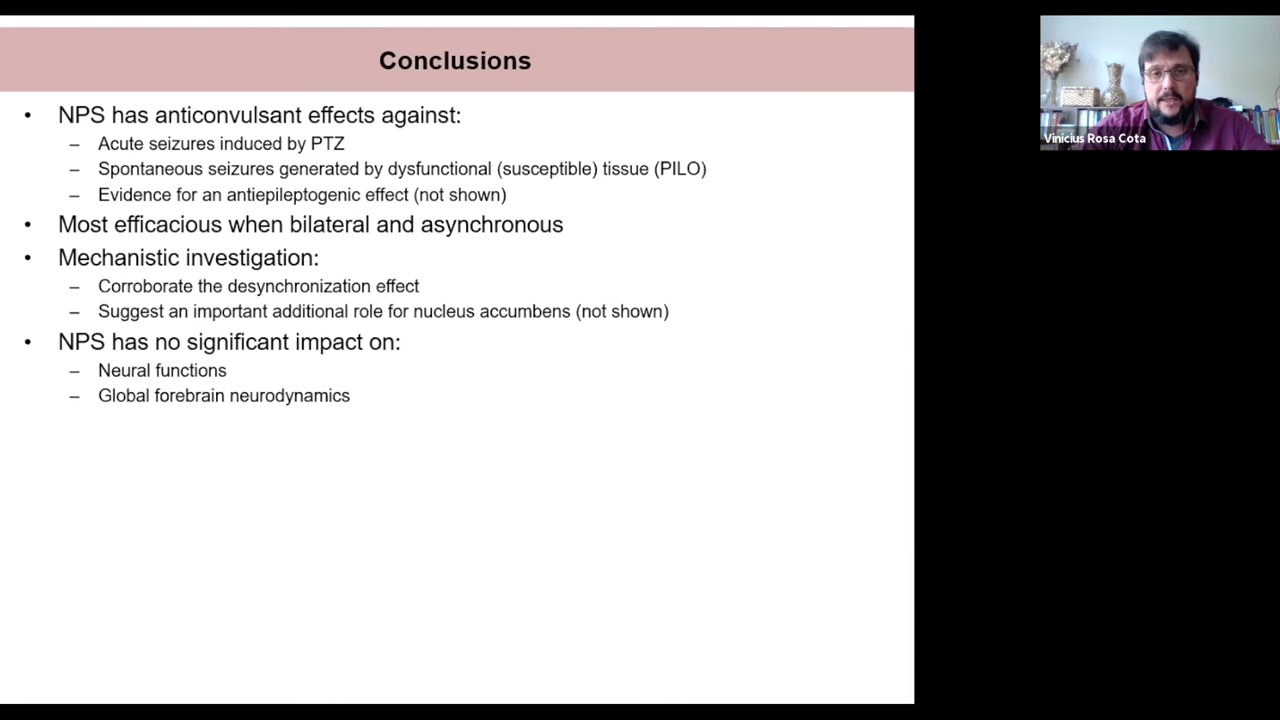 Conclusions
• NPS has anticonvulsant effects against:
– Acute seizures induced by PTZ
– Spontaneous seizures generated by dysfunctional (susceptible) tissue (PILO)
– Evidence for an antiepileptogenic effect (not shown)
• Most efficacious when bilateral and asynchronous
• Mechanistic investigation:
– Corroborate the desynchronization effect
– Suggest an important additional role for nucleus accumbens (not shown)
• NPS has no significant impact on:
– Neural functions
– Global forebrain neurodynamics
Vinicius Rosa Cota